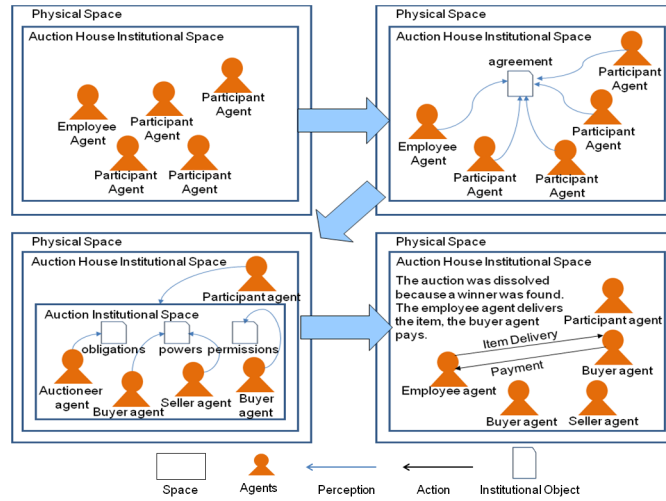 Physical Space
Auction House Institutional Space
Participant
Agent
Employee
Agent
Participant
Agent
Participant
Agent
Participant
Agent
Physical Space
Auction House Institutional Space
agreement
Participant
Agent
Employee
Agent
Participant
Agent
Participant
Agent
Participant
Agent
Physical Space
Auction House Institutional Space
Participant agent
Auction Institutional Space
obligations
powers
permissions
Auctioneer
agent
Buyer agent
Seller agent
Buyer
agent
Physical Space
Auction House Institutional Space
The auction was dissolved
because a winner was found.
The employee agent delivers
the item, the buyer agent
pays.
Participant agent
Item Delivery
Payment
Employee agent
Buyer agent
Buyer agent
Seller agent
Space
Agents
Perception
Action
Institutional Object